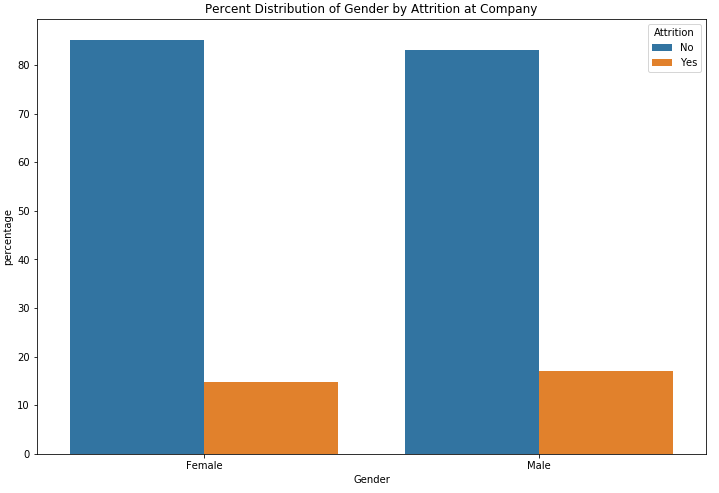 Percent Distribution of Gender by Attrition at Company
Attrition
No
Yes
percentage
80
70
60
50
40
30
20
10
0
Female
Male
Gender